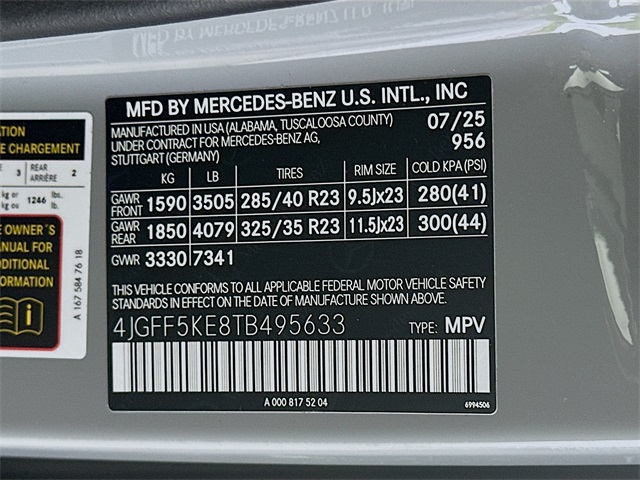 ATION
E CHARGEMENT
3 REAR ARRIÈRE 2
kg or
kg ou 1246 lbs. lb.
E OWNER'S
ANUAL FOR
DDITIONAL
FORMATION
A 167 584 76 18
MFD BY MERCEDES-BENZ U.S. INTL., INC
MANUFACTURED IN USA (ALABAMA, TUSCALOOSA COUNTY) 07/25
UNDER CONTRACT FOR MERCEDES-BENZ AG, 956
STUTTGART (GERMANY)
KG LB TIRES RIM SIZE COLD KPA(PSI)
GAWR FRONT 1590 3505 285/40 R23 9.5Jx23 280(41)
GAWR REAR 1850 4079 325/35 R23 11.5Jx23 300(44)
GWR 3330 7341
THIS VEHICLE CONFORMS TO ALL APPLICABLE FEDERAL MOTOR VEHICLE SAFETY
STANDARDS IN EFFECT ON THE DATE OF MANUFACTURE SHOWN ABOVE.
4JGFF5KE8TB495633 TYPE: MPV
A 000 817 52 04
6994506